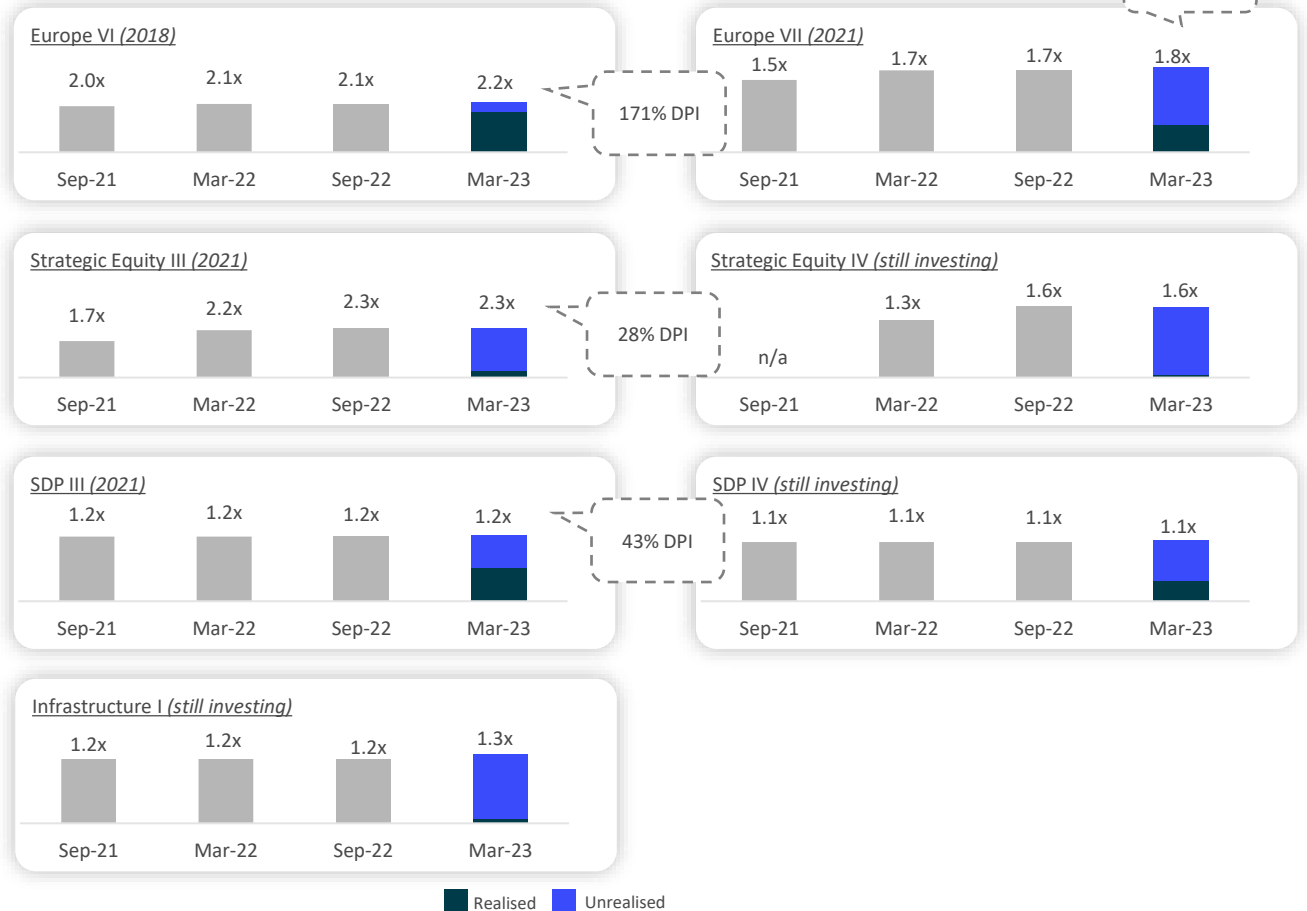 Europe VI (2018)
2.0x
2.1x
2.1x
2.2x
171% DPI
Sep-21
Mar-22
Sep-22
Mar-23
Europe VII (2021)
1.5x
1.7x
1.7x
1.8x
Sep-21
Mar-22
Sep-22
Mar-23
Strategic Equity III (2021)
1.7x
2.2x
2.3x
2.3x
28% DPI
Sep-21
Mar-22
Sep-22
Mar-23
Strategic Equity IV (still investing)
n/a
1.3x
1.6x
1.6x
Sep-21
Mar-22
Sep-22
Mar-23
SDP III (2021)
1.2x
1.2x
1.2x
1.2x
43% DPI
Sep-21
Mar-22
Sep-22
Mar-23
SDP IV (still investing)
1.1x
1.1x
1.1x
1.1x
Sep-21
Mar-22
Sep-22
Mar-23
Infrastructure I (still investing)
1.2x
1.2x
1.2x
1.3x
Sep-21
Mar-22
Sep-22
Mar-23
Realised
Unrealised